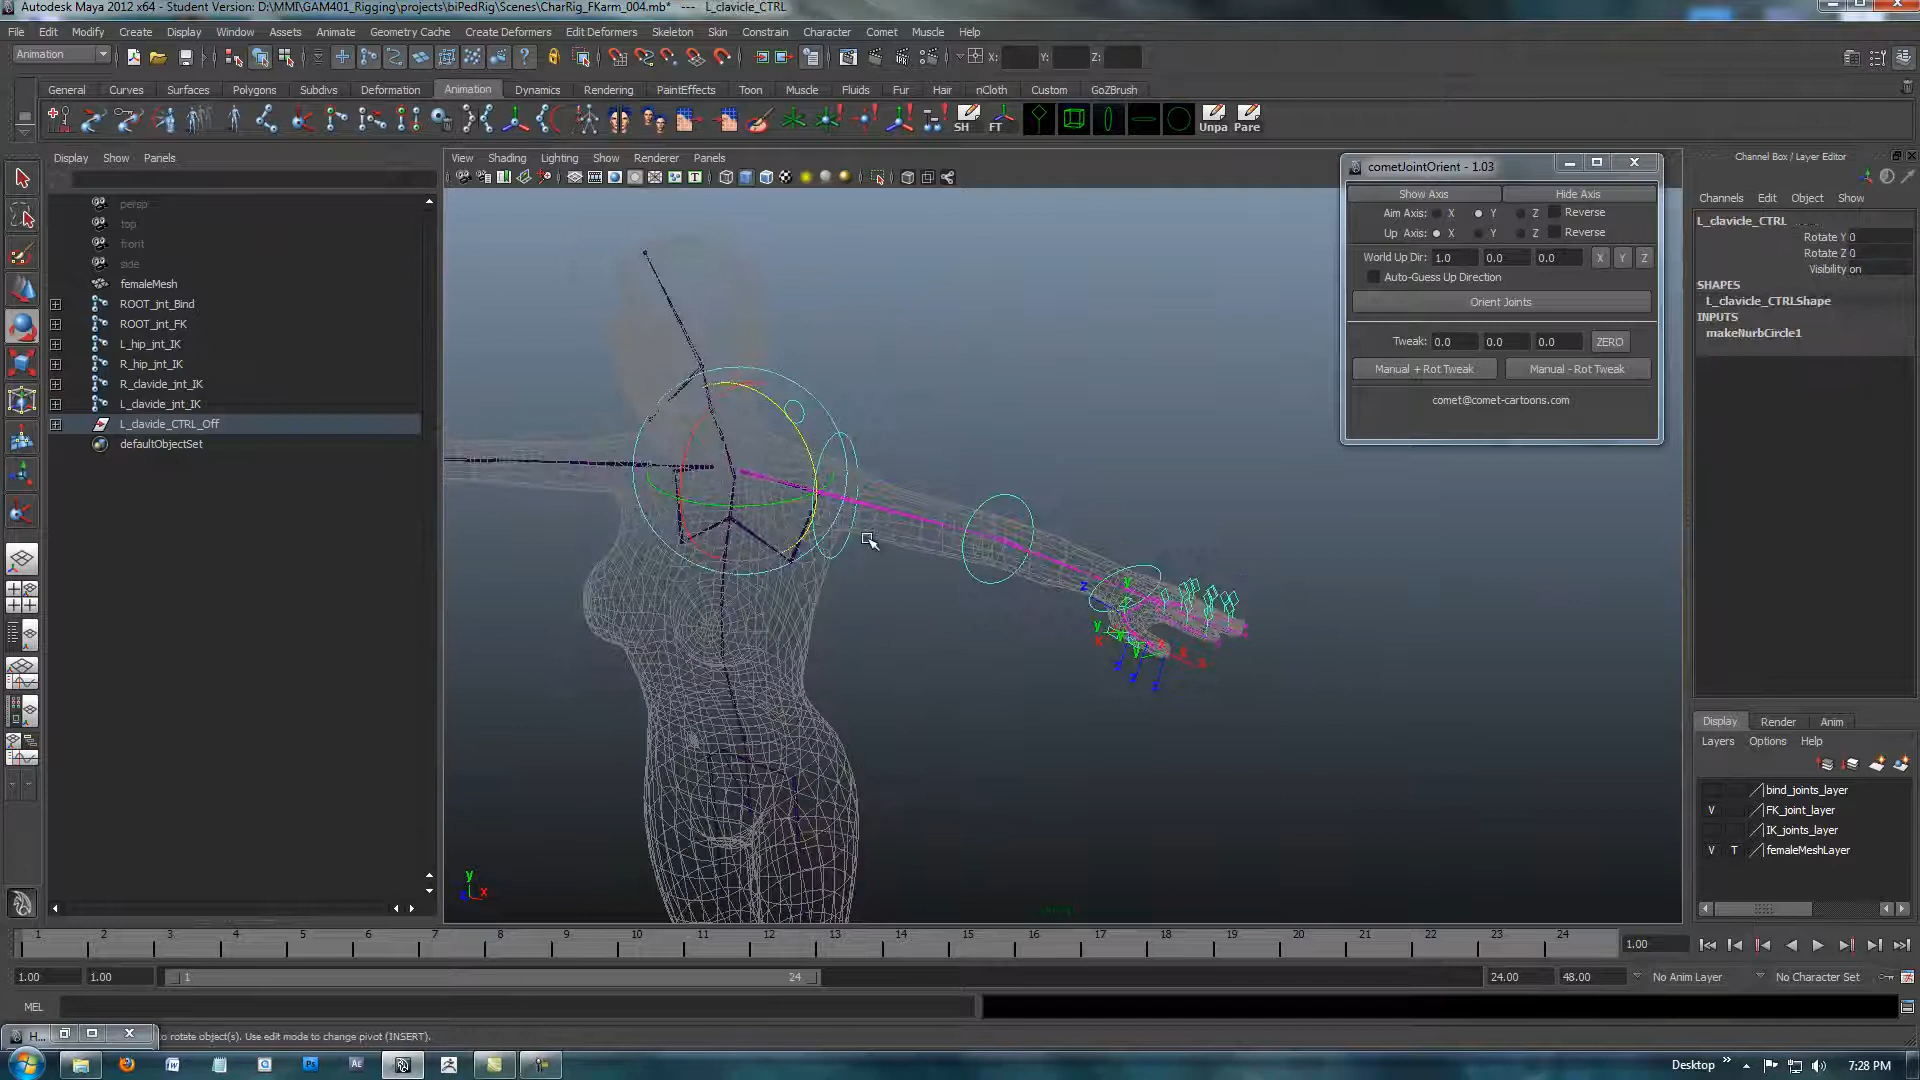 Autodesk Maya 2012 x64 - Student Version: D:\MMI\GAM401_Rigging\projects\biPedRig\Scenes\CharRig_FKarm_004.mb* --- L_clavicle_CTRL
File Edit Modify Create Display Window Assets Animate Geometry Cache Create Deformers Edit Deformers Skeleton Skin Constrain Character Comet Muscle Help
Animation X: Y: Z:
General Curves Surfaces Polygons Subdivs Deformation Animation Dynamics Rendering PaintEffects Toon Muscle Fluids Fur Hair nCloth Custom GoZBrush
SH FT Unpa Pare
Display Show Panels
View Shading Lighting Show Renderer Panels
persp
top
front
side
femaleMesh
ROOT_jnt_Bind
ROOT_jnt_FK
L_hip_jnt_IK
R_hip_jnt_IK
R_clavicle_jnt_IK
L_clavicle_jnt_IK
L_clavicle_CTRL_Off
defaultObjectSet
cometJointOrient - 1.03
Show Axis Hide Axis
Aim Axis: X Y Z Reverse
Up Axis: X Y Z Reverse
World Up Dir: 1.0 0.0 0.0 X Y Z
Auto-Guess Up Direction
Orient Joints
Tweak: 0.0 0.0 0.0 ZERO
Manual + Rot Tweak Manual - Rot Tweak
comet@comet-cartoons.com
Channel Box / Layer Editor
Channels Edit Object Show
L_clavicle_CTRL
Rotate Y 0
Rotate Z 0
Visibility on
SHAPES
L_clavicle_CTRLShape
INPUTS
makeNurbCircle1
Display Render Anim
Layers Options Help
bind_joints_layer
V FK_joint_layer
IK_joints_layer
V T femaleMeshLayer
1 2 3 4 5 6 7 8 9 10 11 12 13 14 15 16 17 18 19 20 21 22 23 24 1.00
1.00 1.00 1 24 24.00 48.00 No Anim Layer No Character Set
MEL
H... o rotate object(s). Use edit mode to change pivot (INSERT).
Desktop 7:28 PM